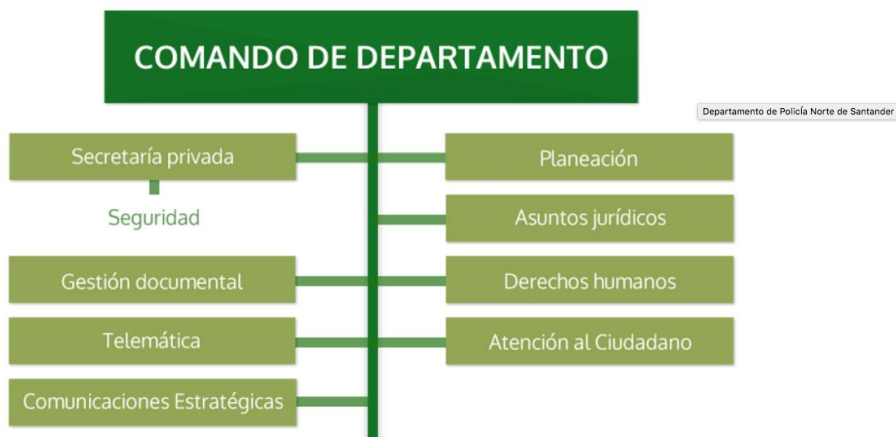 COMANDO DE DEPARTAMENTO
Departamento de Policía Norte de Santander
Secretaría privada
Planeación
Seguridad
Asuntos jurídicos
Gestión documental
Derechos humanos
Telemática
Atención al Ciudadano
Comunicaciones Estratégicas